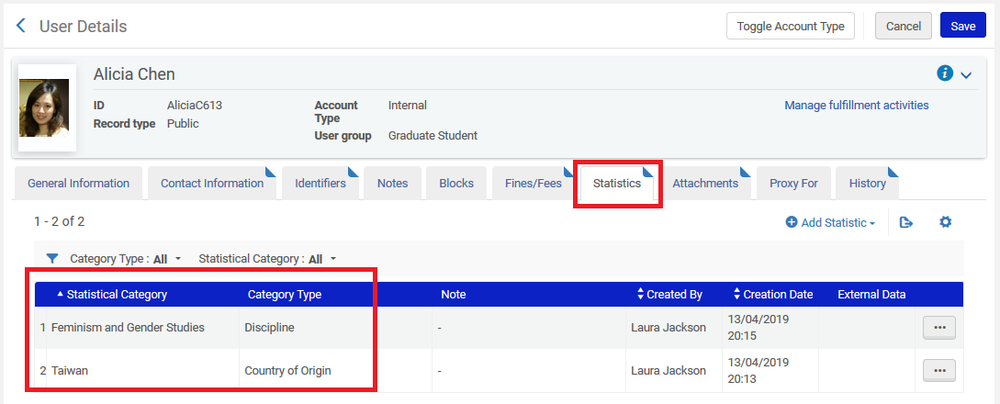 User Details
Toggle Account Type
Cancel
Save
Alicia Chen
ID AliciaC613
Record type Public
Account Type Internal
User group Graduate Student
Manage fulfillment activities
General Information Contact Information Identifiers Notes Blocks Fines/Fees Statistics Attachments Proxy For History
1 - 2 of 2
Add Statistic
Category Type : All Statistical Category : All
Statistical Category Category Type Note Created By Creation Date External Data
1 Feminism and Gender Studies Discipline - Laura Jackson 13/04/2019 20:15
2 Taiwan Country of Origin - Laura Jackson 13/04/2019 20:13